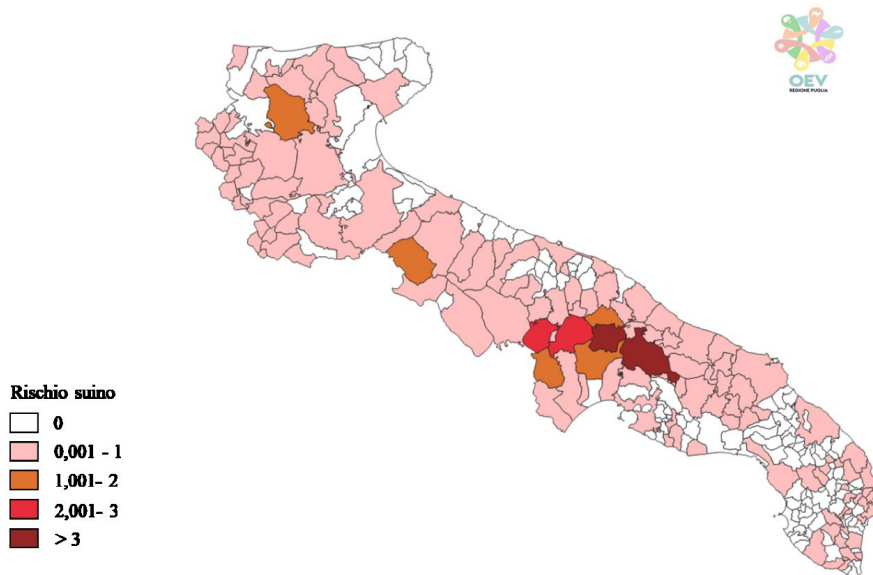 OEV
REGIONE PUGLIA
Rischio suino
0
0,001 - 1
1,001- 2
2,001- 3
> 3